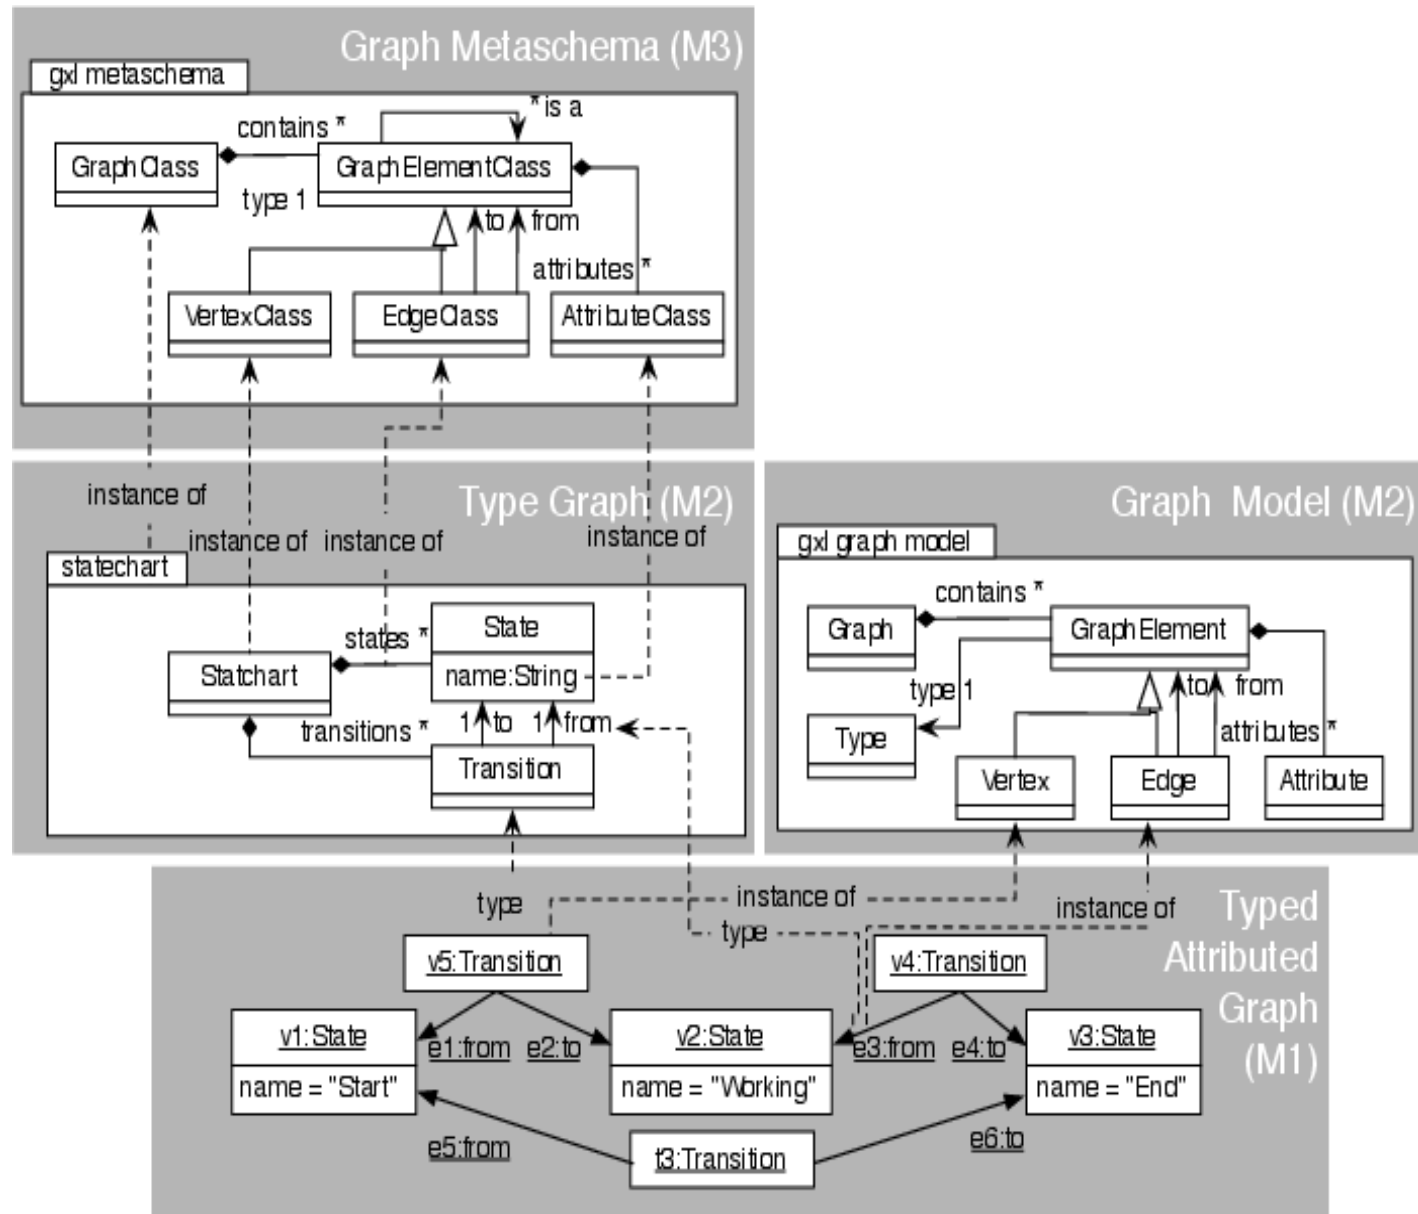 Graph Metaschema (M3)
gxl metaschema
* is a
contains *
GraphClass
GraphElementClass
type 1
to from
attributes *
VertexClass
EdgeClass
AttributeClass
instance of
Type Graph (M2)
instance of
instance of
instance of
statechart
State
states *
Statchart
name:String
transitions *
1 to 1 from
Transition
Graph Model (M2)
gxl graph model
contains *
Graph
GraphElement
type 1
to from
Type
attributes *
Vertex
Edge
Attribute
type
instance of
instance of
type
Typed
Attributed
Graph
(M1)
v5:Transition
v4:Transition
v1:State
name = "Start"
e1:from
e2:to
v2:State
name = "Working"
e3:from
e4:to
v3:State
name = "End"
e5:from
t3:Transition
e6:to